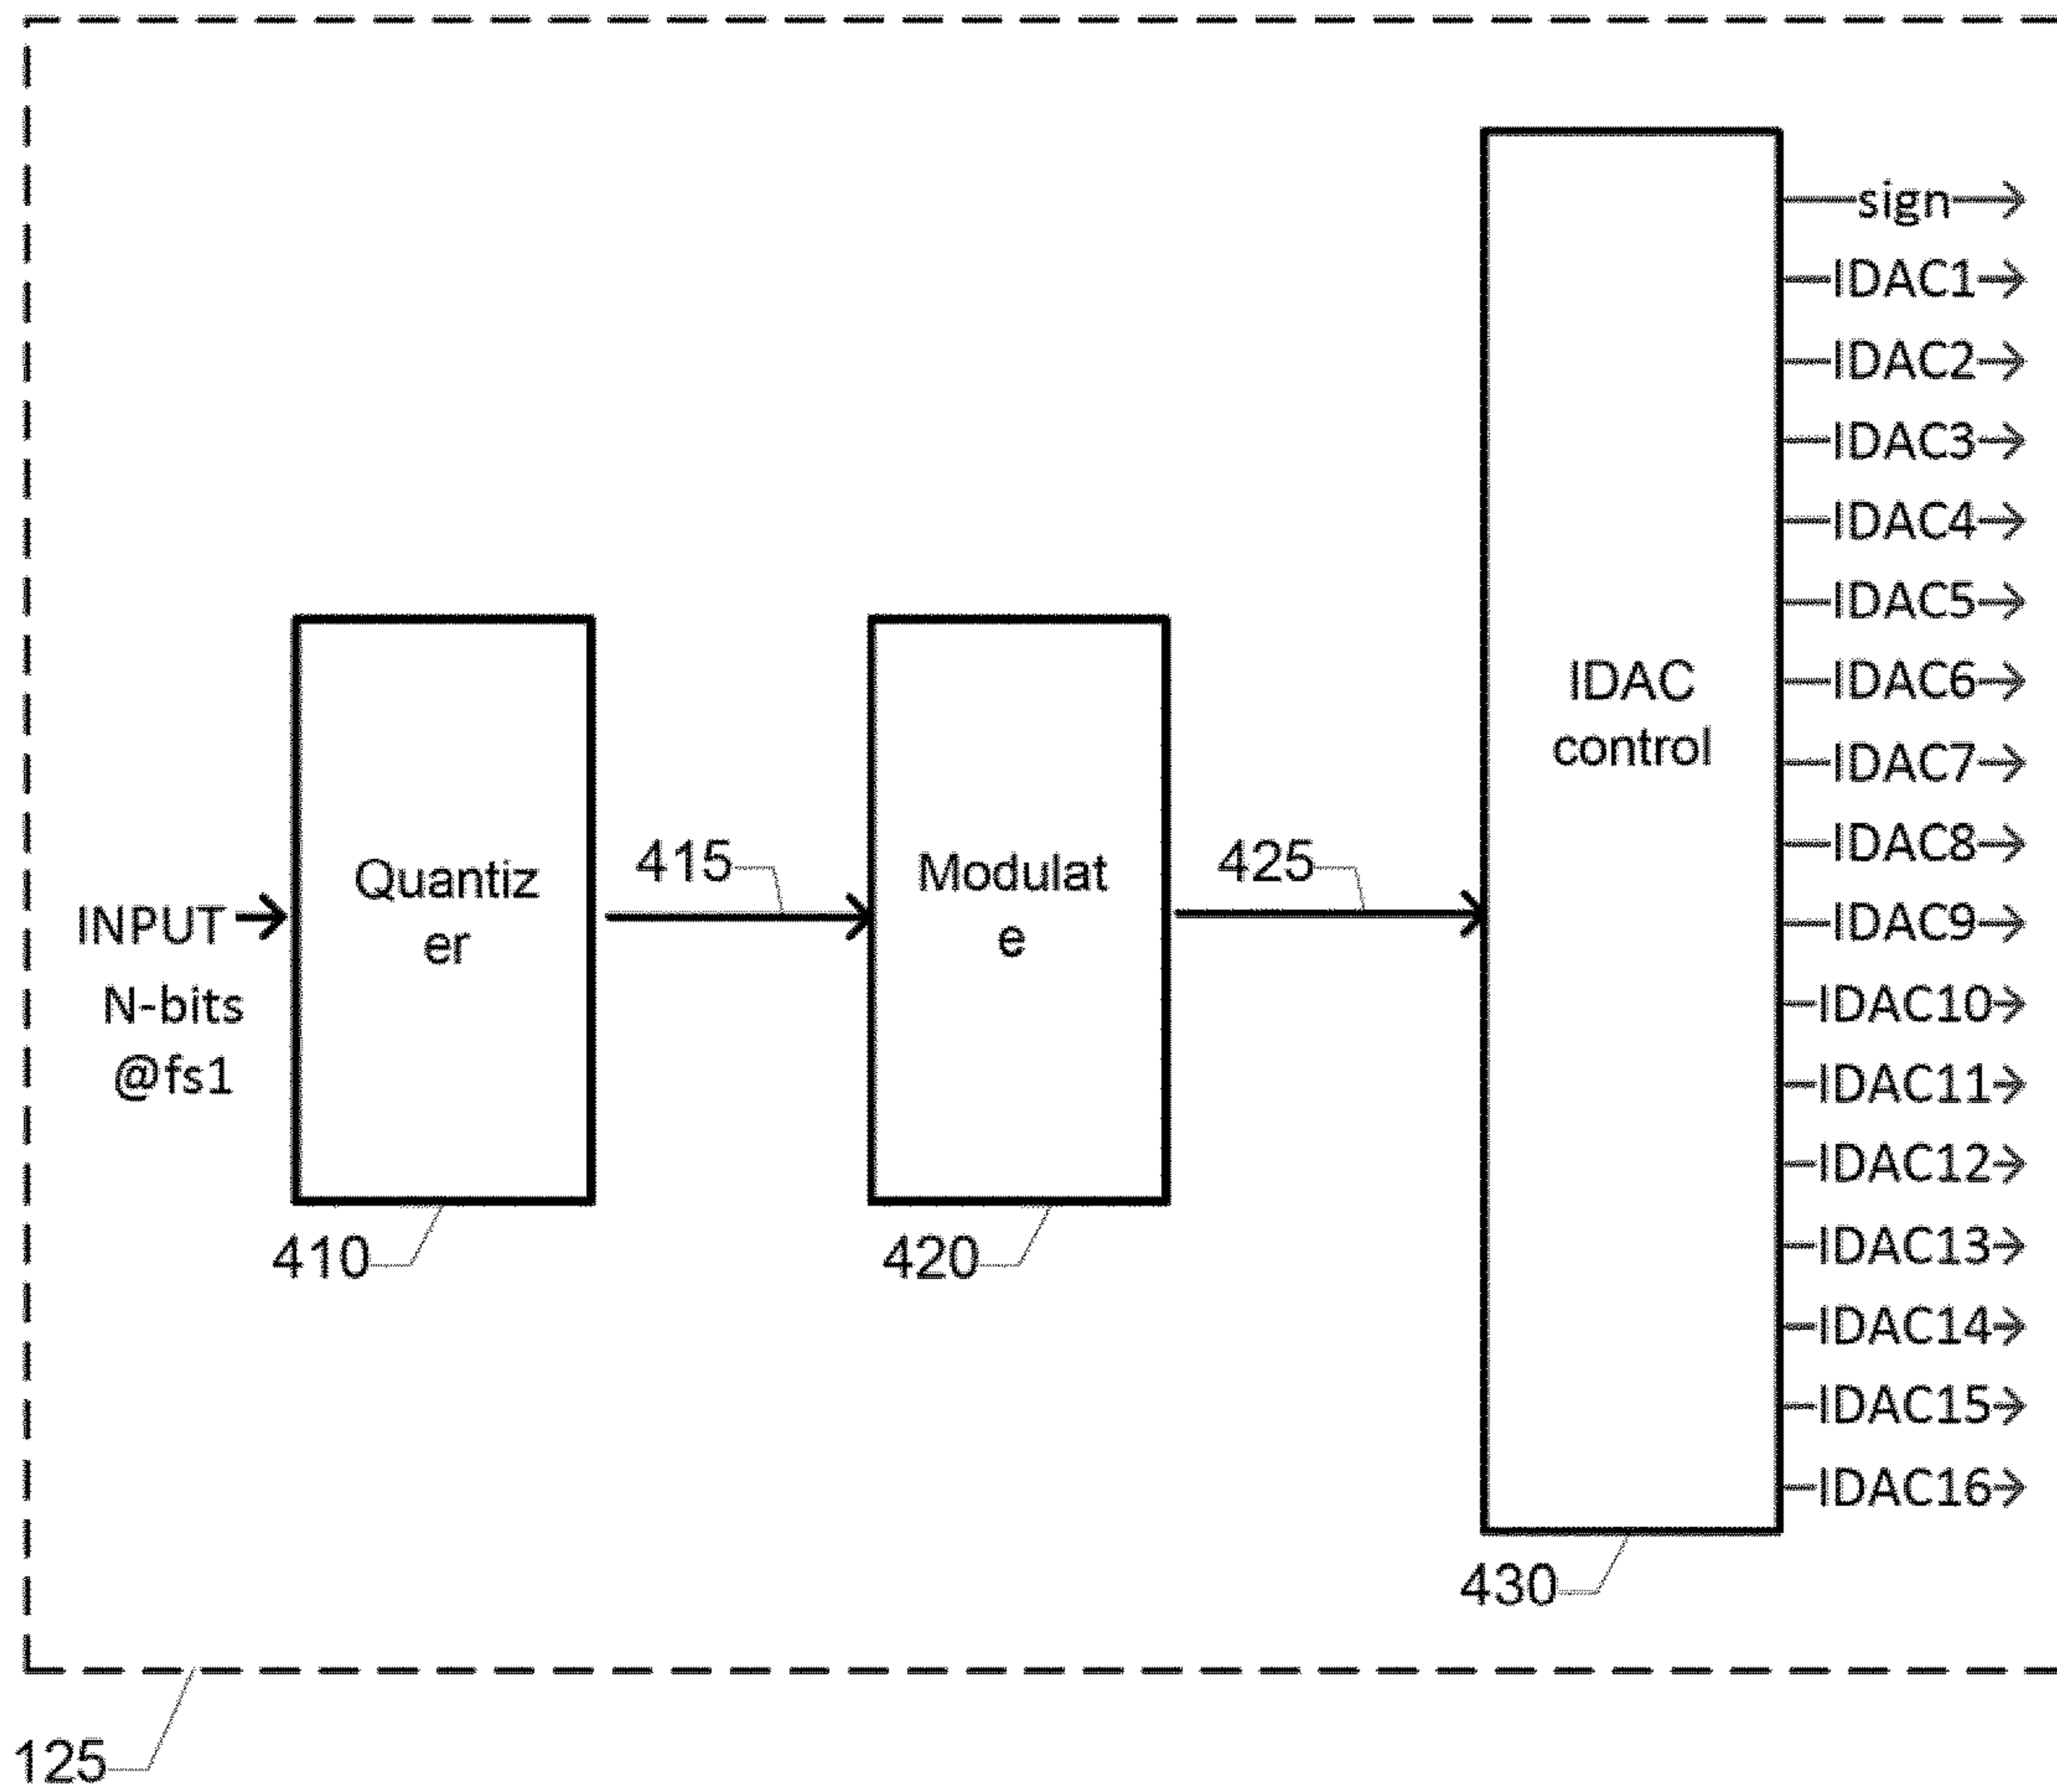 INPUT
N-bits
@fs1
Quantiz
er
410
415
Modulat
e
420
425
IDAC
control
430
sign
IDAC1
IDAC2
IDAC3
IDAC4
IDAC5
IDAC6
IDAC7
IDAC8
IDAC9
IDAC10
IDAC11
IDAC12
IDAC13
IDAC14
IDAC15
IDAC16
125